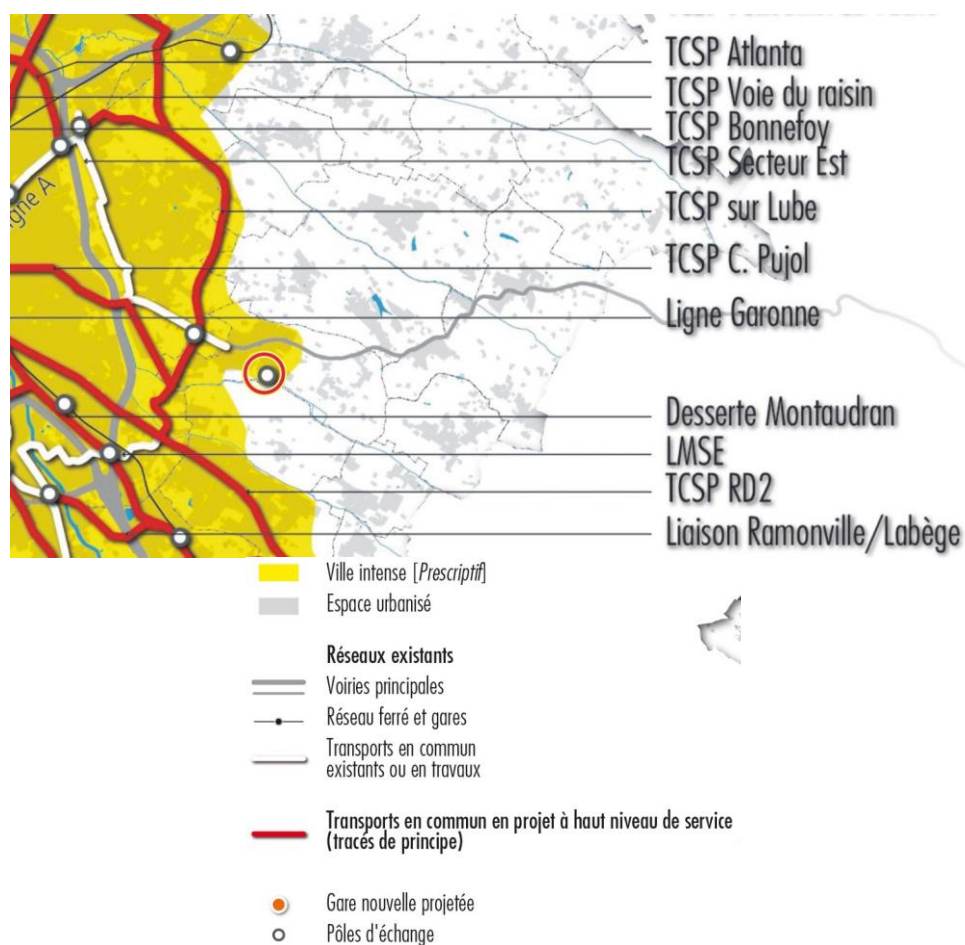 TCSP Atlanta
TCSP Voie du raisin
TCSP Bonnefoy
TCSP Secteur Est
TCSP sur Lube
TCSP C. Pujol
Ligne Garonne
Desserte Montaudran
LMSE
TCSP RD2
Liaison Ramonville/Labège
igne A
Ville intense [Prescriptif]
Espace urbanisé
Réseaux existants
Voiries principales
Réseau ferré et gares
Transports en commun
existants ou en travaux
Transports en commun en projet à haut niveau de service
(tracés de principe)
Gare nouvelle projetée
Pôles d'échange